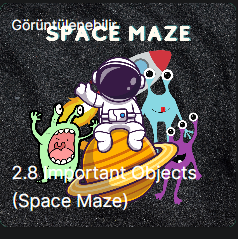 Görüntülenebilir
SPACE MAZE
2.8 Important Objects
(Space Maze)